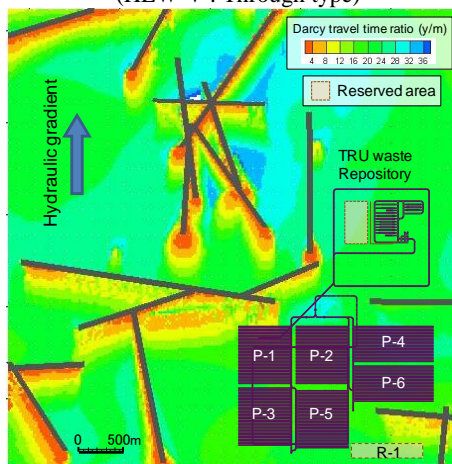 Darcy travel time ratio (y/m)
4 8 12 16 20 24 28 32 36
Reserved area
Hydraulic gradient
TRU waste
Repository
P-1
P-2
P-4
P-6
P-3
P-5
R-1
0 500m